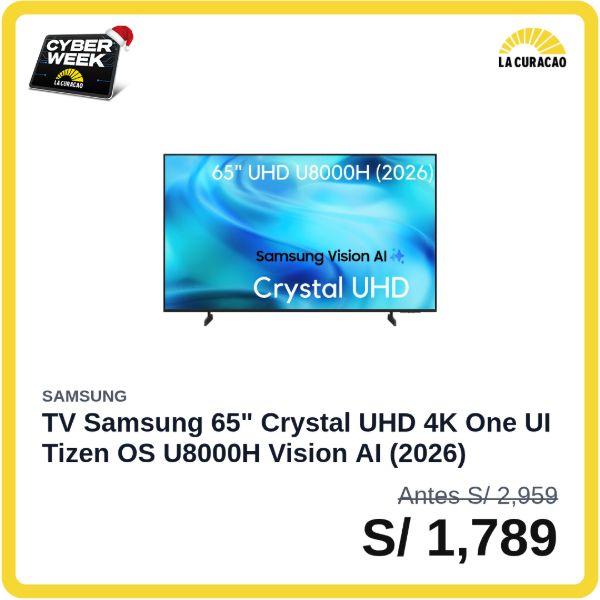 CYBER
WEEK
LA CURACAO
LA CURACAO
65" UHD U8000H (2026)
Samsung Vision AI
Crystal UHD
SAMSUNG
TV Samsung 65" Crystal UHD 4K One UI
Tizen OS U8000H Vision AI (2026)
Antes S/ 2,959
S/ 1,789